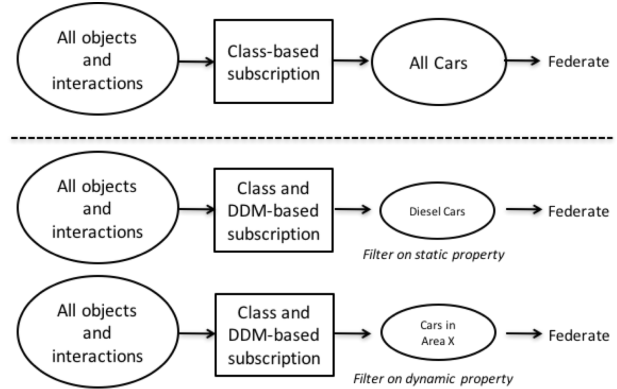 All objects
and
interactions
Class-based
subscription
All Cars
Federate
All objects
and
interactions
Class and
DDM-based
subscription
Diesel Cars
Federate
Filter on static property
All objects
and
interactions
Class and
DDM-based
subscription
Cars in
Area X
Federate
Filter on dynamic property